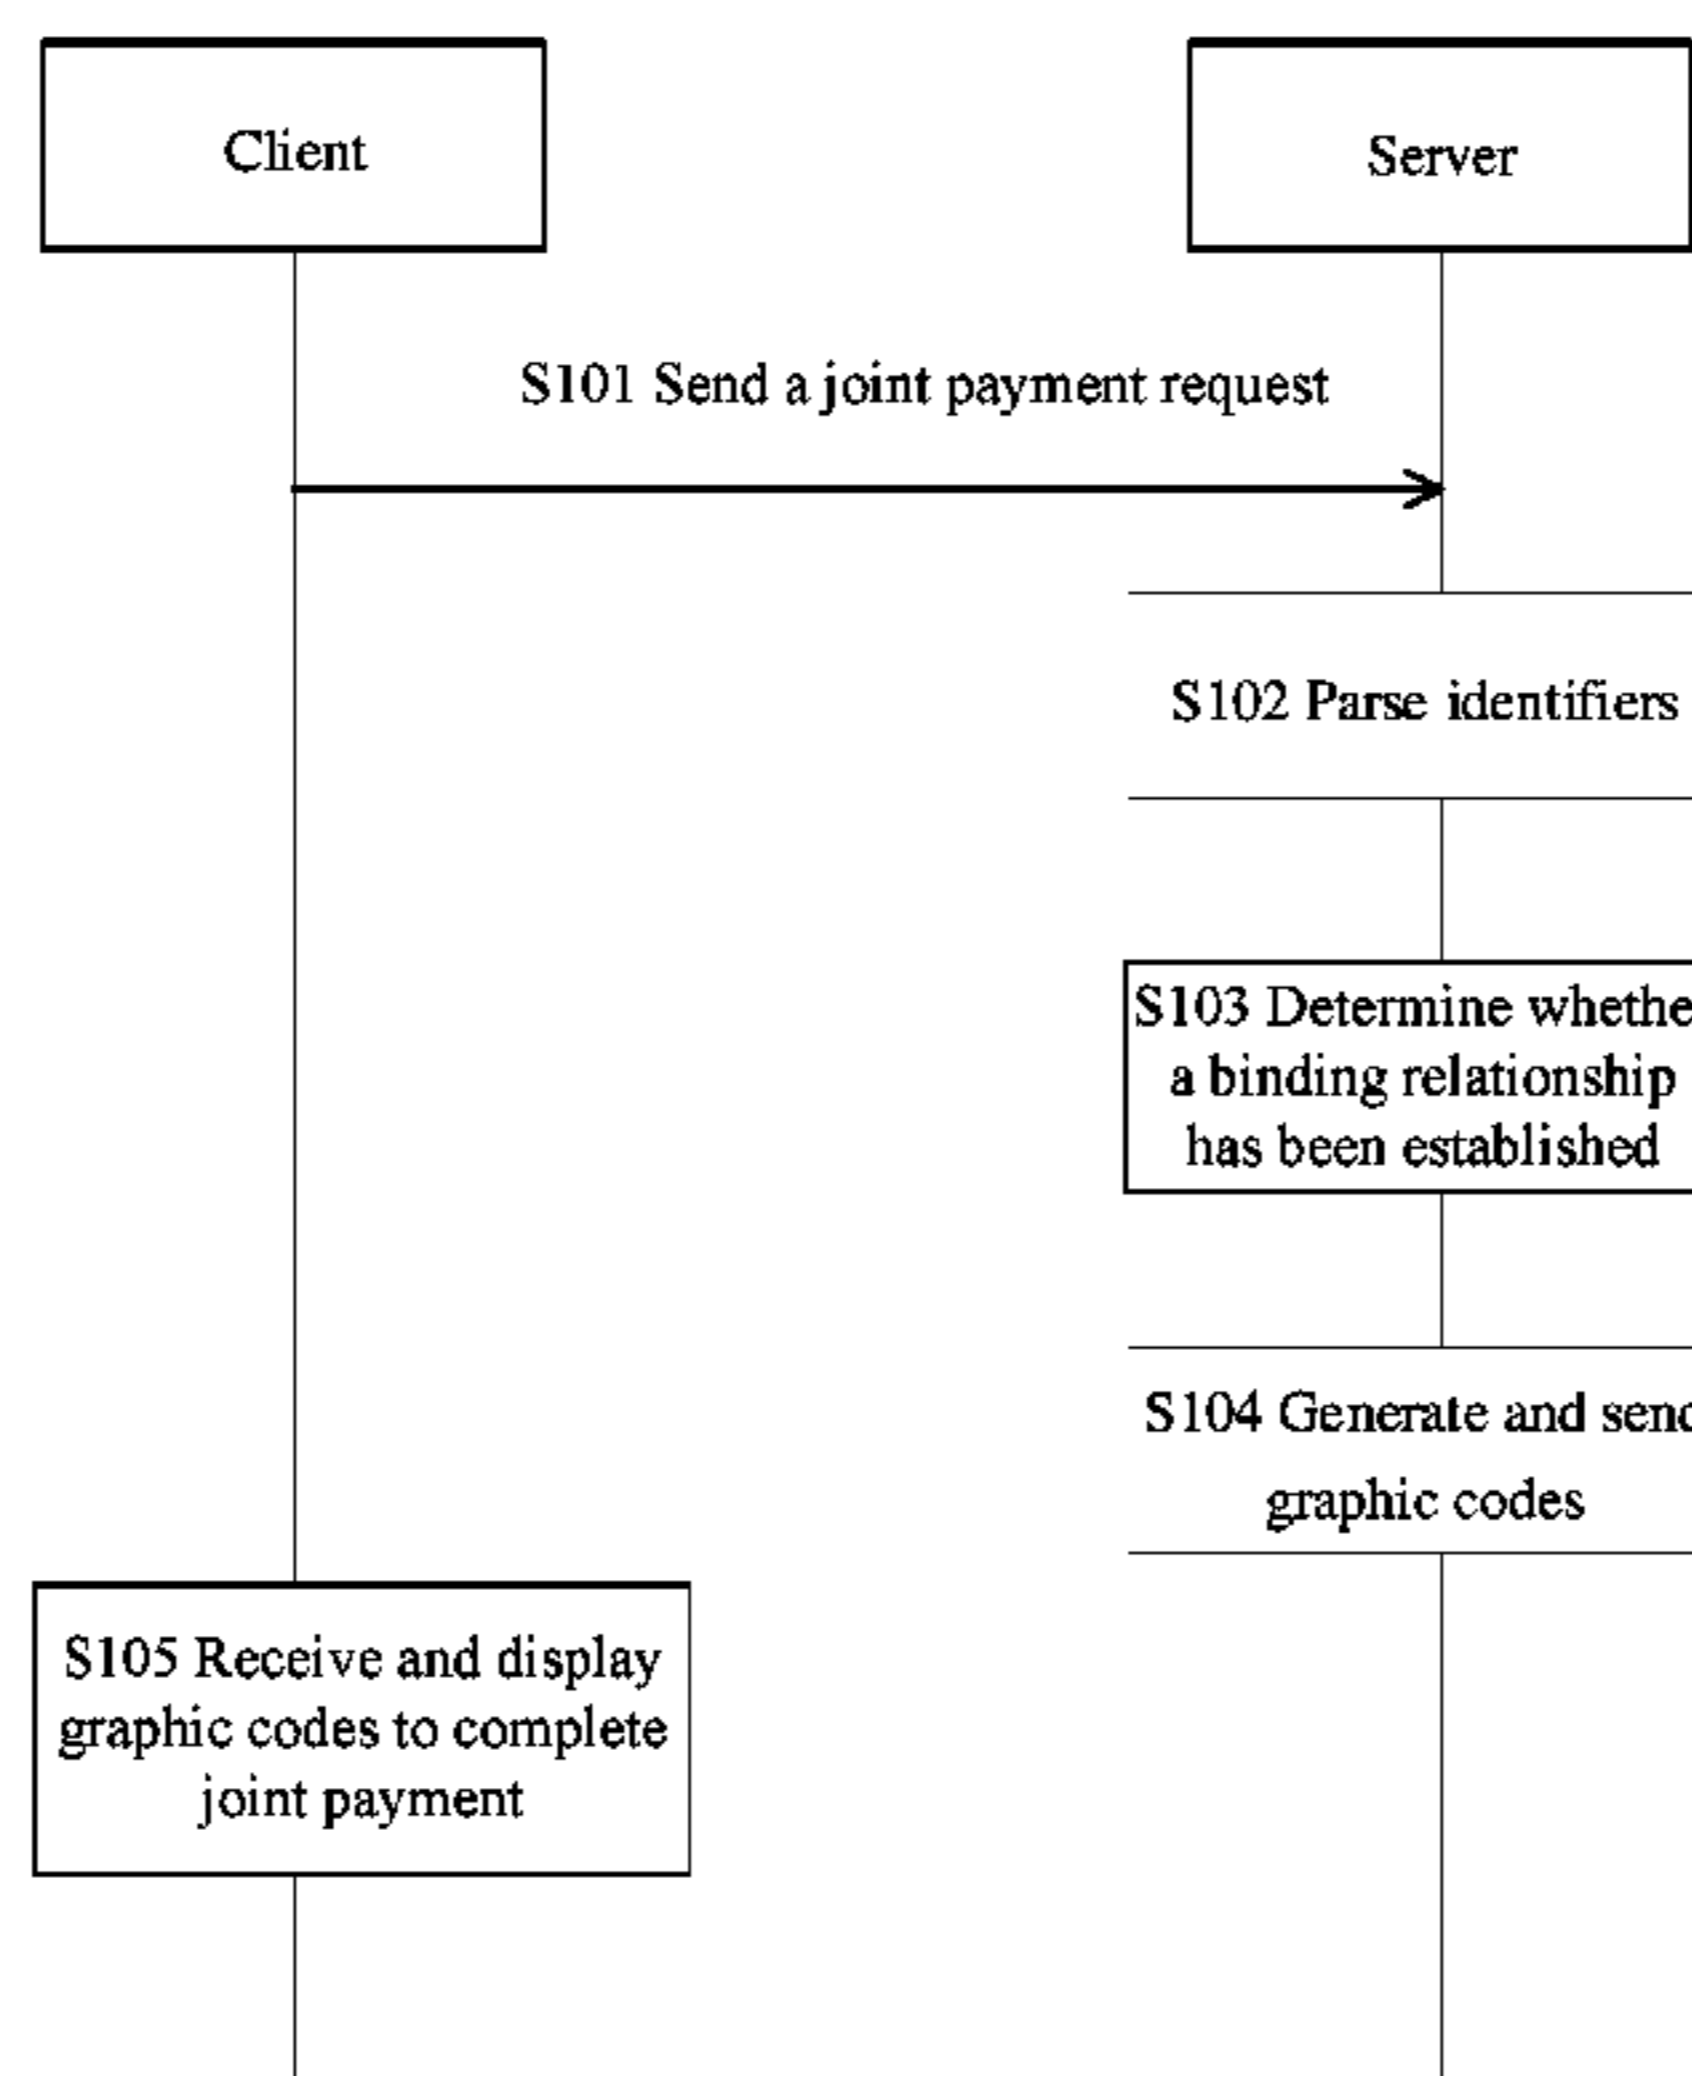 Client
Server
S101 Send a joint payment request
S102 Parse identifiers
S103 Determine whethe
a binding relationship
has been established
S104 Generate and send
graphic codes
S105 Receive and display
graphic codes to complete
joint payment